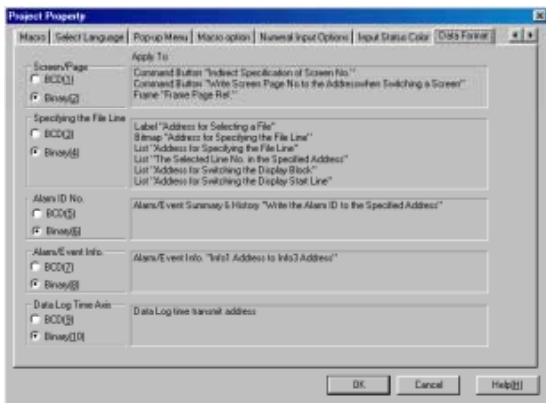 Project Property
Macro Select Language Pop-up Menu Macro option Numeral Input Options Input Status Color Data Format
Apply To
Screen/Page
BCD(1)
Binary(2)
Command Button "Indirect Specification of Screen No."
Command Button "Write Screen Page No to the Addresswhen Switching a Screen"
Frame "Frame Page Ref."
Specifying the File Line
BCD(3)
Binary(4)
Label "Address for Selecting a File"
Bitmap "Address for Specifying the File Line"
List "Address for Specifying the File Line"
List "The Selected Line No. in the Specified Address"
List "Address for Switching the Display Block"
List "Address for Switching the Display Start Line"
Alarm ID No.
BCD(5)
Binary(6)
Alarm/Event Summary & History "Write the Alarm ID to the Specified Address"
Alarm/Event Info.
BCD(7)
Binary(8)
Alarm/Event Info. "Info1 Address to Info3 Address"
Data Log Time Axis
BCD(9)
Binary(10)
Data Log time transmit address
OK Cancel Help(H)